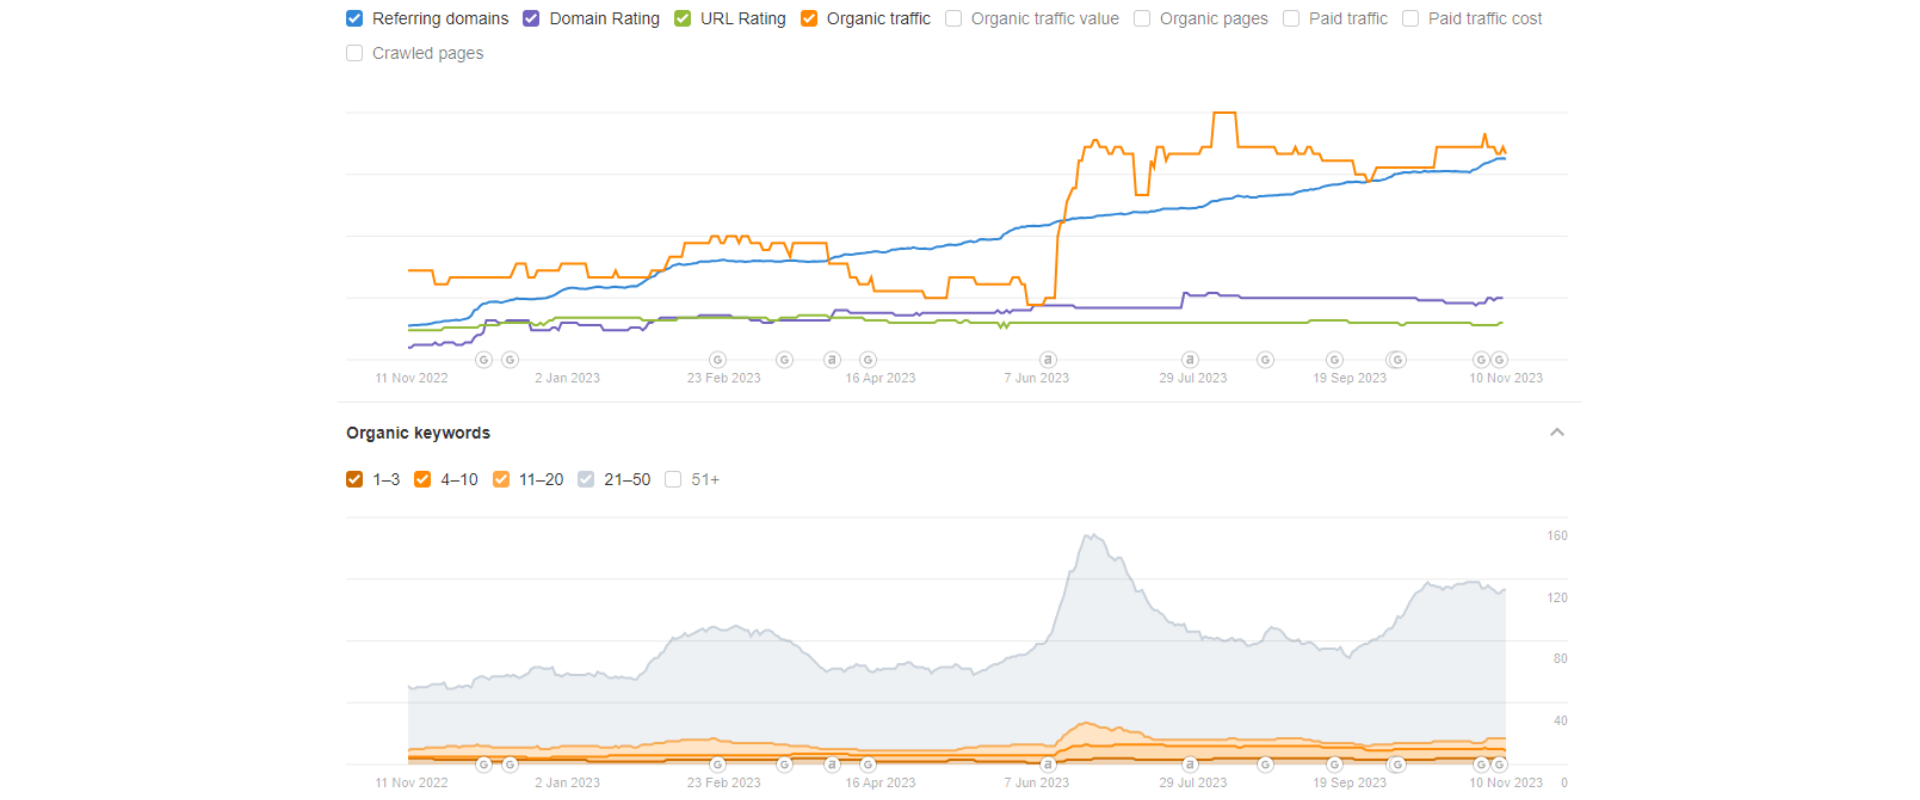 Referring domains Domain Rating URL Rating Organic traffic Organic traffic value Organic pages Paid traffic Paid traffic cost
Crawled pages
G G G G a G a a G G G G G
11 Nov 2022 2 Jan 2023 23 Feb 2023 16 Apr 2023 7 Jun 2023 29 Jul 2023 19 Sep 2023 10 Nov 2023
Organic keywords
1–3 4–10 11–20 21–50 51+
160
120
80
40
G G G G a G a a G G G G G
11 Nov 2022 2 Jan 2023 23 Feb 2023 16 Apr 2023 7 Jun 2023 29 Jul 2023 19 Sep 2023 10 Nov 2023 0